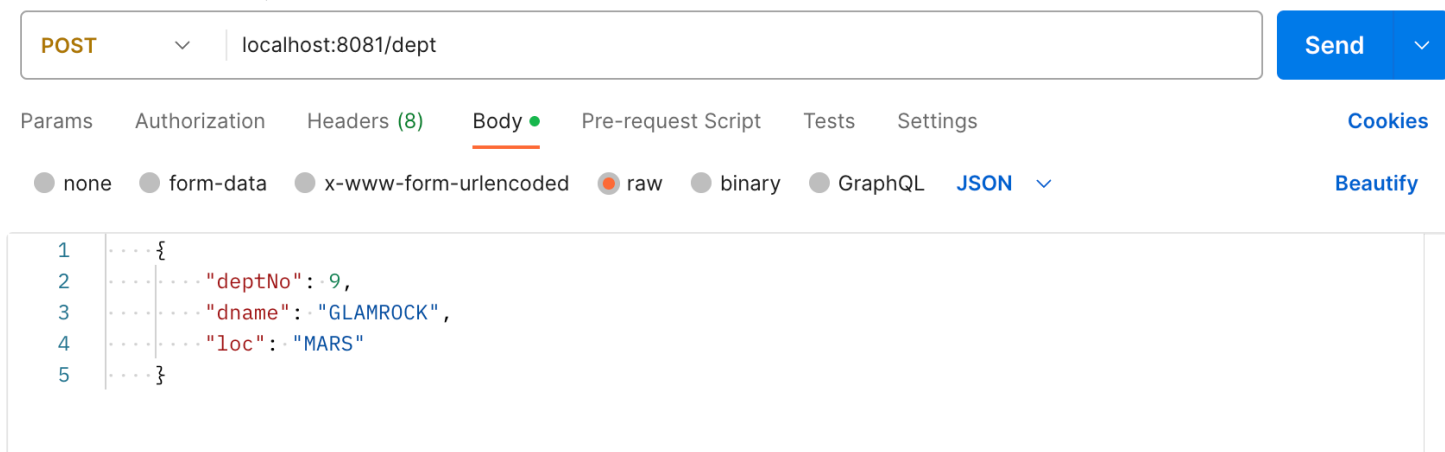 POST localhost:8081/dept Send
Params Authorization Headers (8) Body Pre-request Script Tests Settings Cookies
none form-data x-www-form-urlencoded raw binary GraphQL JSON Beautify
1 {
2 "deptNo": 9,
3 "dname": "GLAMROCK",
4 "loc": "MARS"
5 }